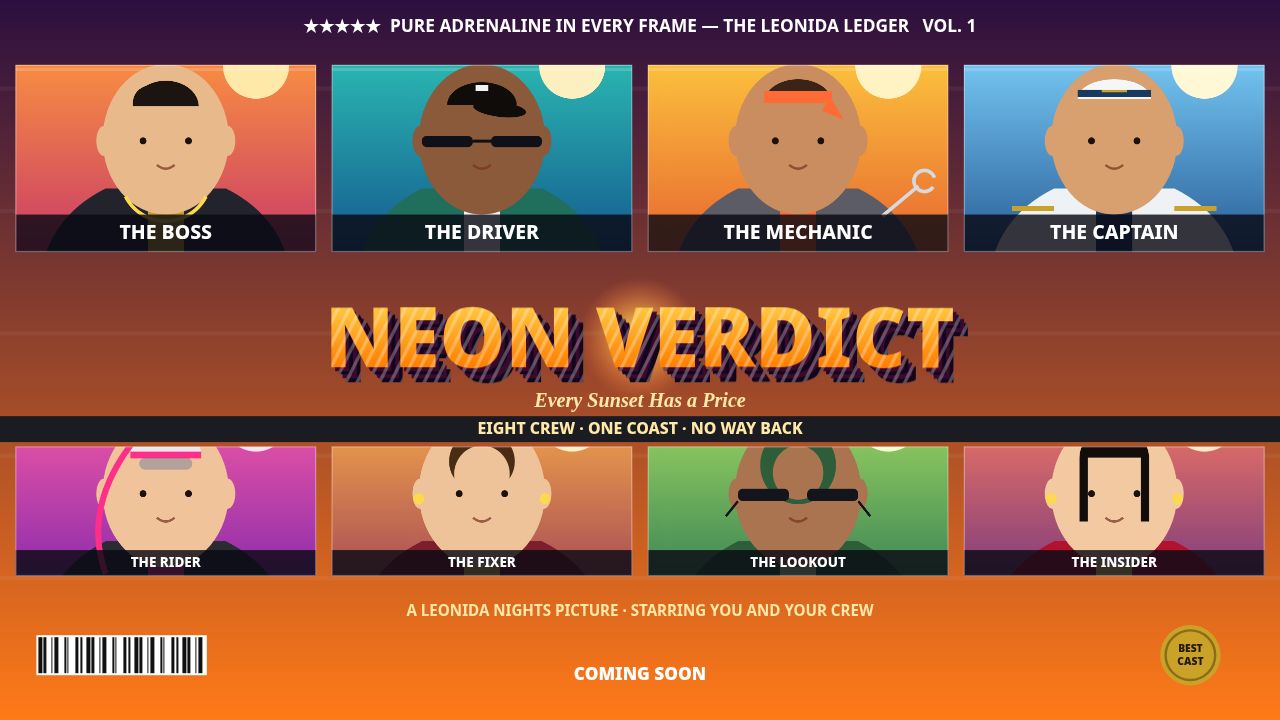 ★★★★★ PURE ADRENALINE IN EVERY FRAME — THE LEONIDA LEDGER VOL. 1
THE BOSS
THE DRIVER
THE MECHANIC
THE CAPTAIN
NEON VERDICT
Every Sunset Has a Price
EIGHT CREW · ONE COAST · NO WAY BACK
THE RIDER
THE FIXER
THE LOOKOUT
THE INSIDER
A LEONIDA NIGHTS PICTURE · STARRING YOU AND YOUR CREW
BEST
CAST
COMING SOON